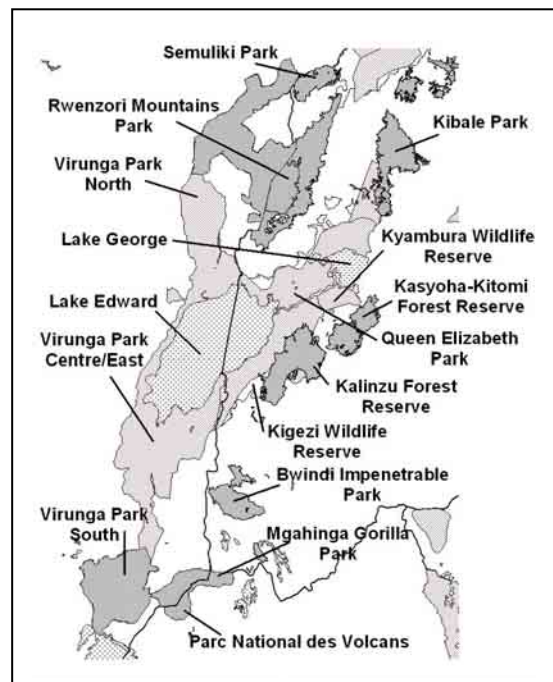 Semuliki Park
Rwenzori Mountains
Park
Kibale Park
Virunga Park
North
Lake George
Kyambura Wildlife
Reserve
Kasyoha-Kitomi
Forest Reserve
Lake Edward
Queen Elizabeth
Park
Virunga Park
Centre/East
Kalinzu Forest
Reserve
Kigezi Wildlife
Reserve
Bwindi Impenetrable
Park
Virunga Park
South
Mgahinga Gorilla
Park
Parc National des Volcans